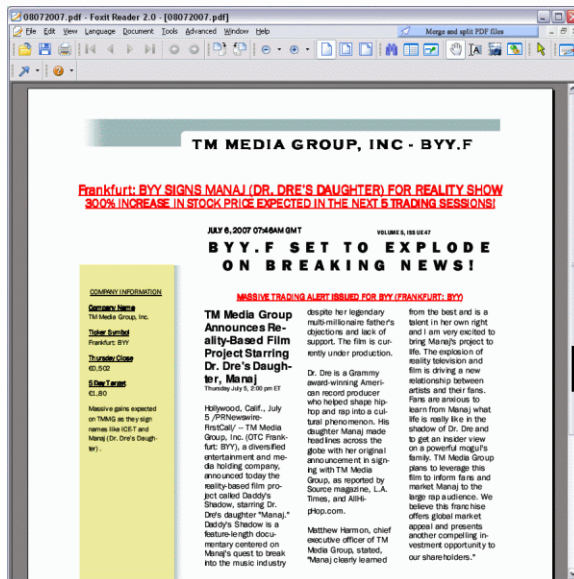 08072007.pdf - Foxit Reader 2.0 - [08072007.pdf]
File Edit View Language Document Tools Advanced Window Help
Merge and split PDF files
TM MEDIA GROUP, INC - BYY.F
Frankfurt: BYY SIGNS MANAJ (DR. DRE'S DAUGHTER) FOR REALITY SHOW
300% INCREASE IN STOCK PRICE EXPECTED IN THE NEXT 5 TRADING SESSIONS!
JULY 6, 2007 07:46AM GMT
VOLUME 5, ISSUE 47
BYY.F SET TO EXPLODE
ON BREAKING NEWS!
COMPANY INFORMATION
Company Name
TM Media Group, Inc.
Ticker Symbol
Frankfurt: BYY
Thursday Close
€0,502
5 Day Target
€1,80
Massive gains expected
on TMMG as they sign
names like ICE-T and
Manaj (Dr. Dre's Daugh-
ter) .
MASSIVE TRADING ALERT ISSUED FOR BYY (FRANKFURT: BYY)
TM Media Group
Announces Re-
ality-Based Film
Project Starring
Dr. Dre's Daugh-
ter, Manaj
Thursday July 5, 2:00 pm ET
Hollywood, Calif., July
5 /PRNewswire-
FirstCall/ -- TM Media
Group, Inc. (OTC Frank-
furt: BYY), a diversified
entertainment and me-
dia holding company,
announced today the
reality-based film pro-
ject called Daddy's
Shadow, starring Dr.
Dre's daughter "Manaj."
Daddy's Shadow is a
feature-length docu-
mentary centered on
Manaj's quest to break
into the music industry
despite her legendary
multi-millionaire father's
objections and lack of
support. The film is cur-
rently under production.
Dr. Dre is a Grammy
award-winning Ameri-
can record producer
who helped shape hip-
hop and rap into a cul-
tural phenomenon. His
daughter Manaj made
headlines across the
globe with her original
announcement in sign-
ing with TM Media
Group, as reported by
Source magazine, L.A.
Times, and AllHi-
pHop.com.
Matthew Harmon, chief
executive officer of TM
Media Group, stated,
"Manaj clearly learned
from the best and is a
talent in her own right
and I am very excited to
bring Manaj's project to
life. The explosion of
reality television and
film is driving a new
relationship between
artists and their fans.
Fans are anxious to
learn from Manaj what
life is really like in the
shadow of Dr. Dre and
to get an insider view
on a powerful mogul's
family. TM Media Group
plans to leverage this
film to inform fans and
market Manaj to the
large rap audience. We
believe this franchise
offers global market
appeal and presents
another compelling in-
vestment opportunity to
our shareholders."